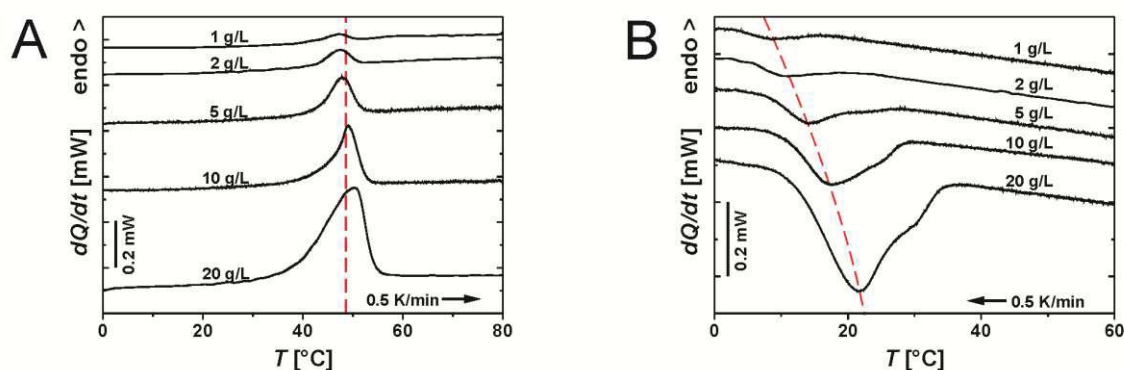 A
endo >
dQ/dt [mW]
1 g/L
2 g/L
5 g/L
10 g/L
20 g/L
0.2 mW
0.5 K/min
0 20 40 60 80
T [°C]
B
endo >
dQ/dt [mW]
1 g/L
2 g/L
5 g/L
10 g/L
20 g/L
0.2 mW
0.5 K/min
0 20 40 60
T [°C]